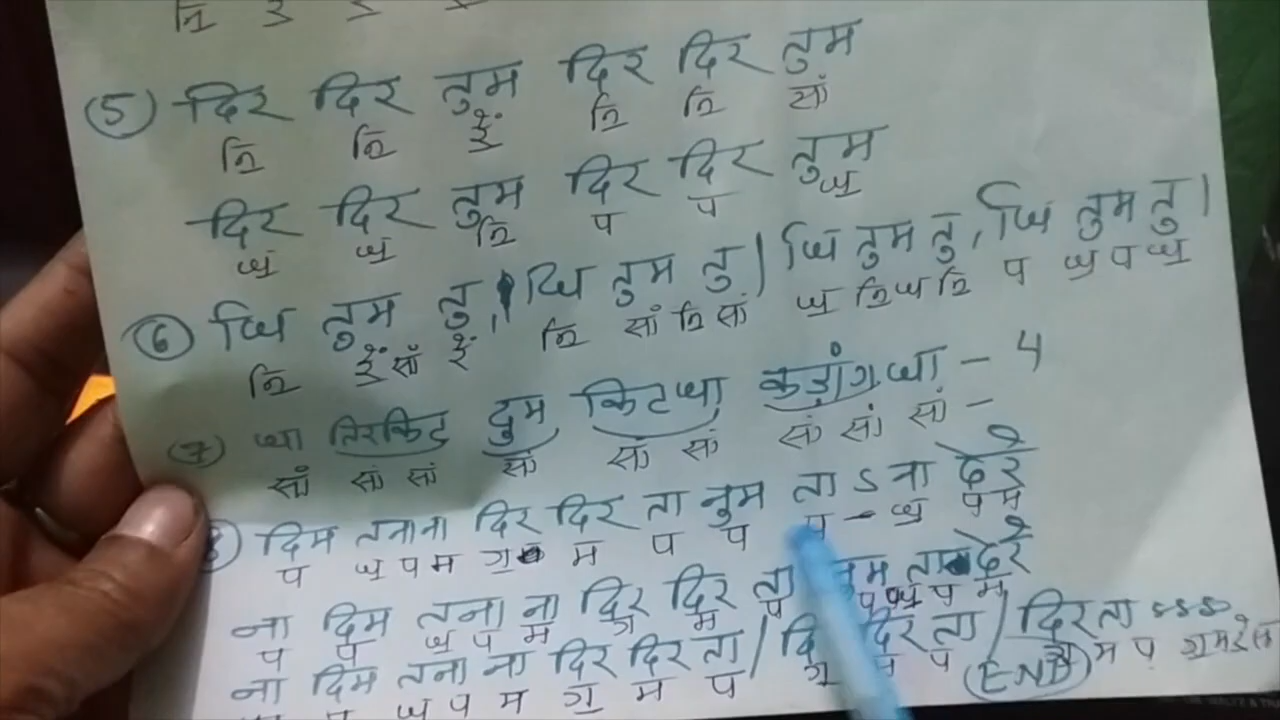 (5) दिर दिर तुम दिर दिर तुम
नि॒ नि॒ रें॒ नि॒ नि॒ सां
दिर दिर तुम दिर दिर तुम
ध॒ ध॒ नि॒ प प ध॒
(6) धि तुम तु, धि तुम तु। धि तुम तु, धि तुम तु।
नि॒ रें॒ सां रें॒ नि॒ सां नि॒ सां ध॒ नि॒ ध॒ नि॒ प ध॒ प ध॒
(7) धा तिरकिट दुम किटधा कड़ांगधा - 4
सां सां सां सां सां सां सां सां सां -
(8) दिम तनाना दिर दिर ता नुम ता ऽ ना देरे
प ध॒ प म ग॒ म प प प - ध॒ प म
ना दिम तनाना दिर दिर ता नुम ता देरे
प प ध॒ प म ग॒ म प प ध॒ प म
ना दिम तनाना दिर दिर ता / दिर दिर ता / दिर ता ऽऽऽ
प ध॒ प म ग॒ म प ग॒ म प म प ग॒ म रे॒
(END)